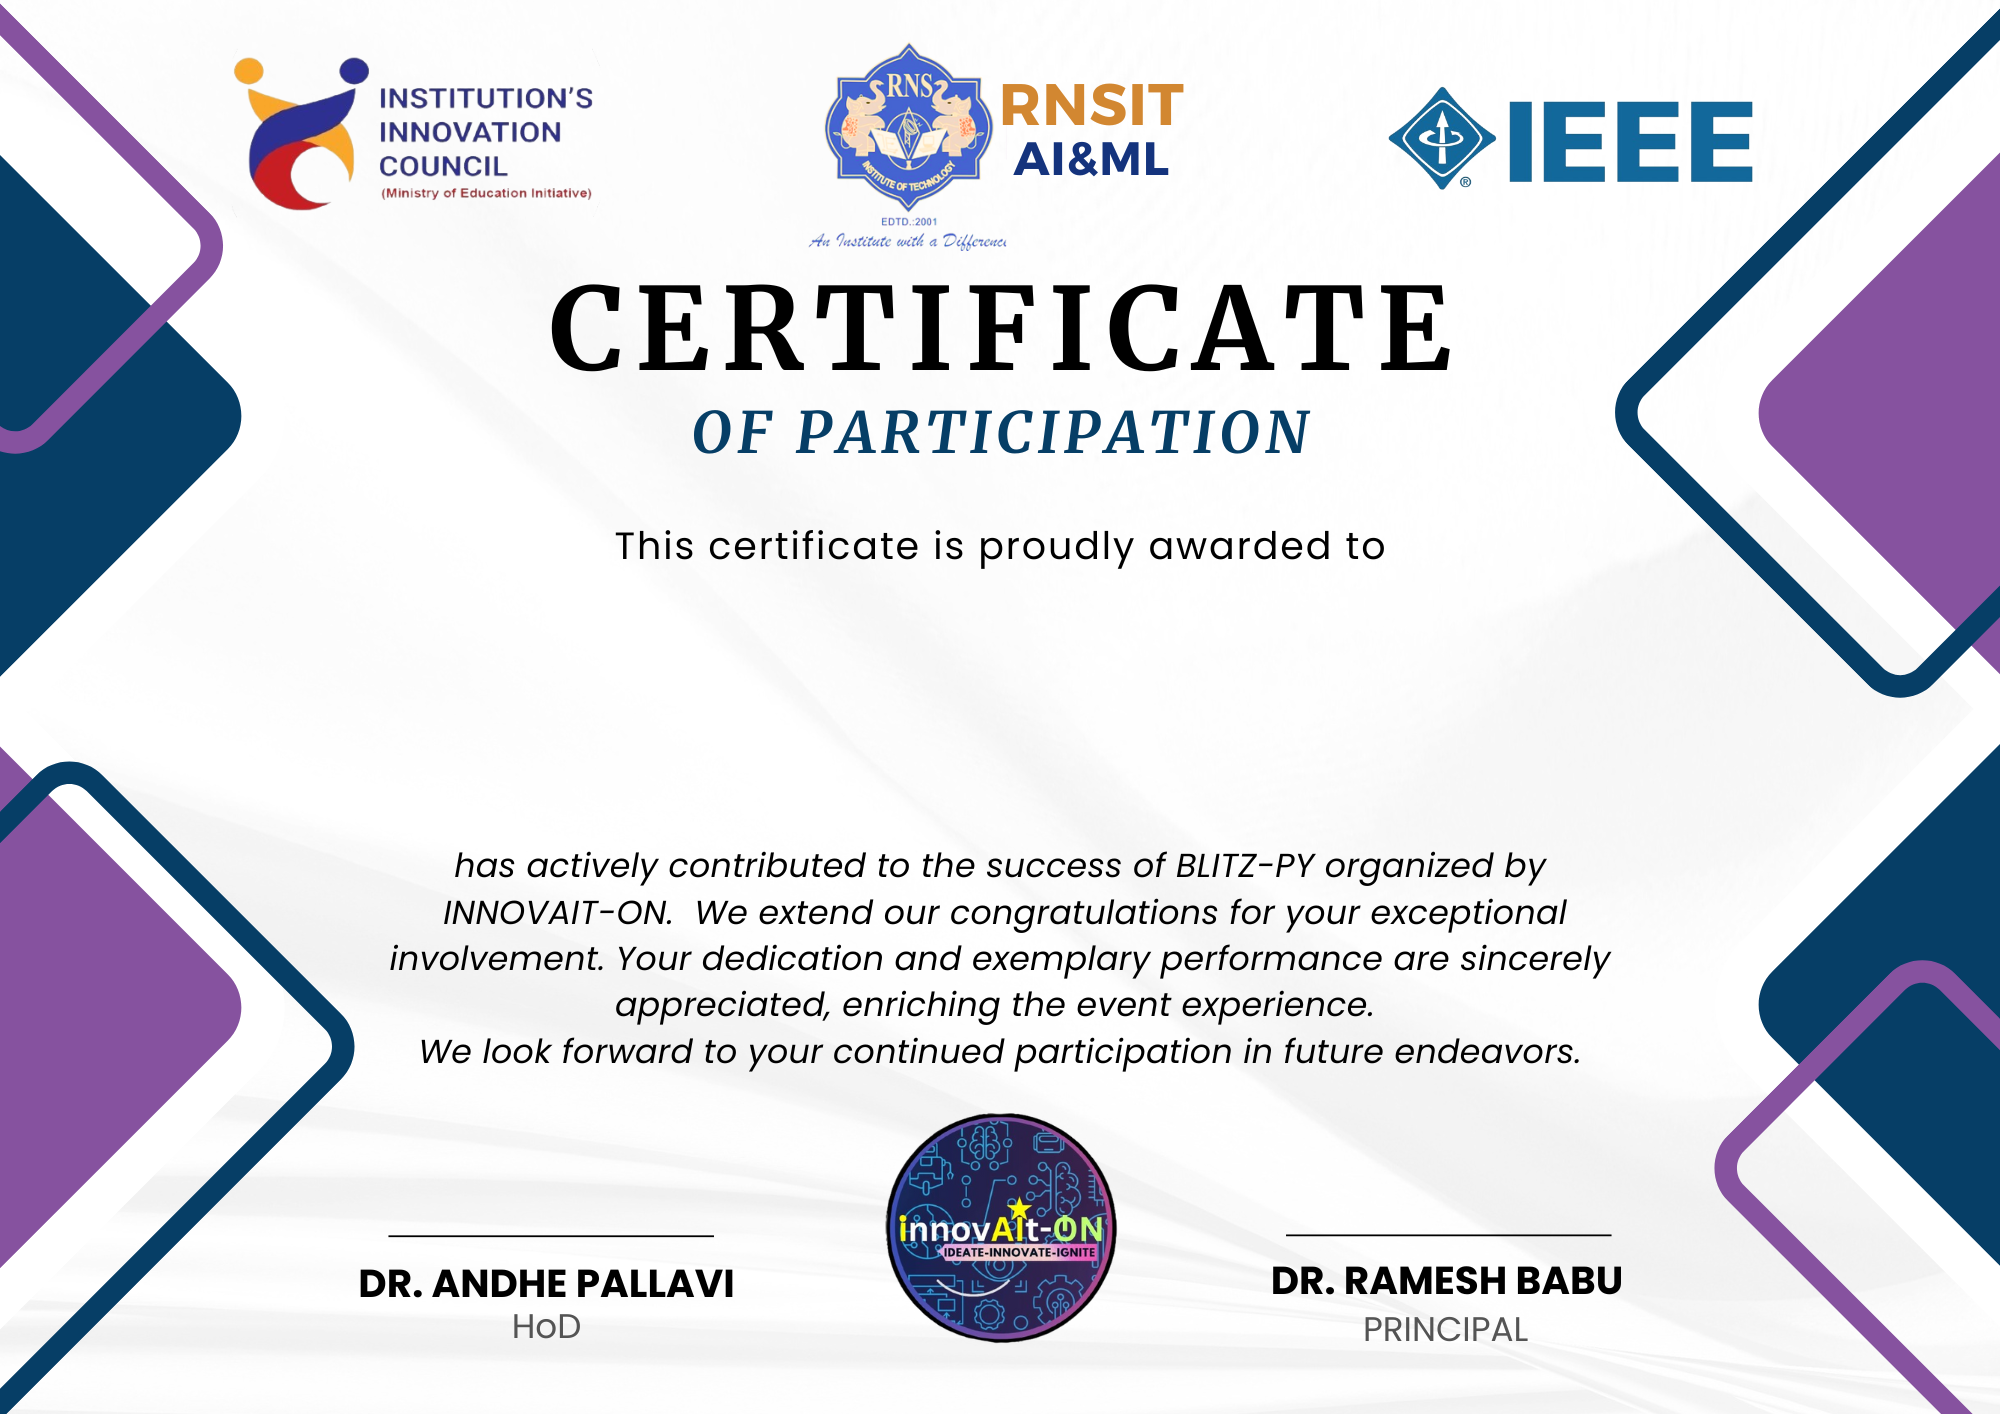 INSTITUTION'S
INNOVATION
COUNCIL
(Ministry of Education Initiative)
RNS
INSTITUTE OF TECHNOLOGY
EDTD.:2001
An Institute with a Difference
RNSIT
AI&ML
IEEE
®
CERTIFICATE
OF PARTICIPATION
This certificate is proudly awarded to
has actively contributed to the success of BLITZ-PY organized by
INNOVAIT-ON.  We extend our congratulations for your exceptional
involvement. Your dedication and exemplary performance are sincerely
appreciated, enriching the event experience.
We look forward to your continued participation in future endeavors.
innovAIt-ON
IDEATE-INNOVATE-IGNITE
DR. ANDHE PALLAVI
HoD
DR. RAMESH BABU
PRINCIPAL